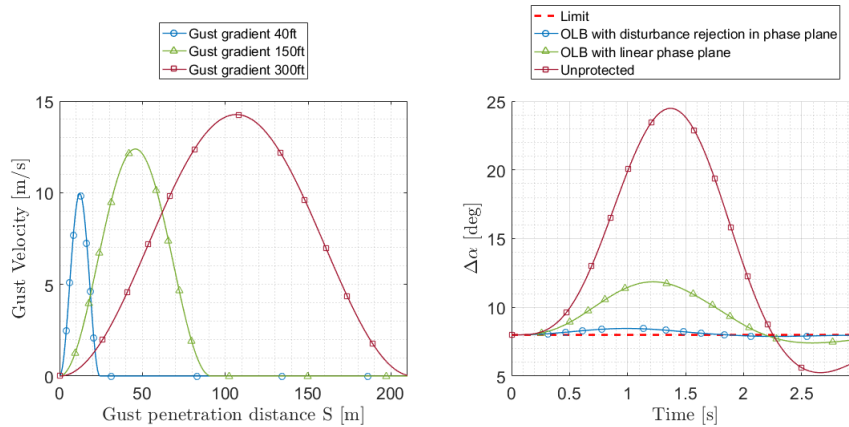 Gust gradient 40ft
Gust gradient 150ft
Gust gradient 300ft
15
10
5
0
Gust Velocity [m/s]
0 50 100 150 200
Gust penetration distance S [m]
Limit
OLB with disturbance rejection in phase plane
OLB with linear phase plane
Unprotected
25
20
15
10
5
Δα [deg]
0 0.5 1 1.5 2 2.5
Time [s]